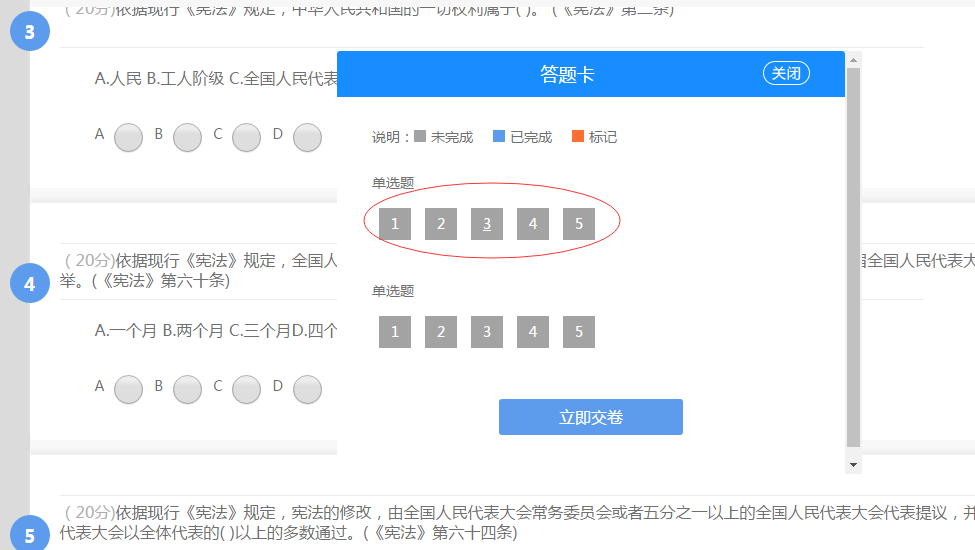 3
( 20分)依据现行《宪法》规定，中华人民共和国的一切权利属于( )。 (《宪法》第二条)
A.人民 B.工人阶级 C.全国人民代表
A B C D
答题卡 关闭
说明： 未完成 已完成 标记
单选题
1 2 3 4 5
单选题
1 2 3 4 5
立即交卷
4
( 20分)依据现行《宪法》规定，全国人 全国人民代表大
举。(《宪法》第六十条)
A.一个月 B.两个月 C.三个月D.四个
A B C D
5
( 20分)依据现行《宪法》规定，宪法的修改，由全国人民代表大会常务委员会或者五分之一以上的全国人民代表大会代表提议，并
代表大会以全体代表的( )以上的多数通过。(《宪法》第六十四条)